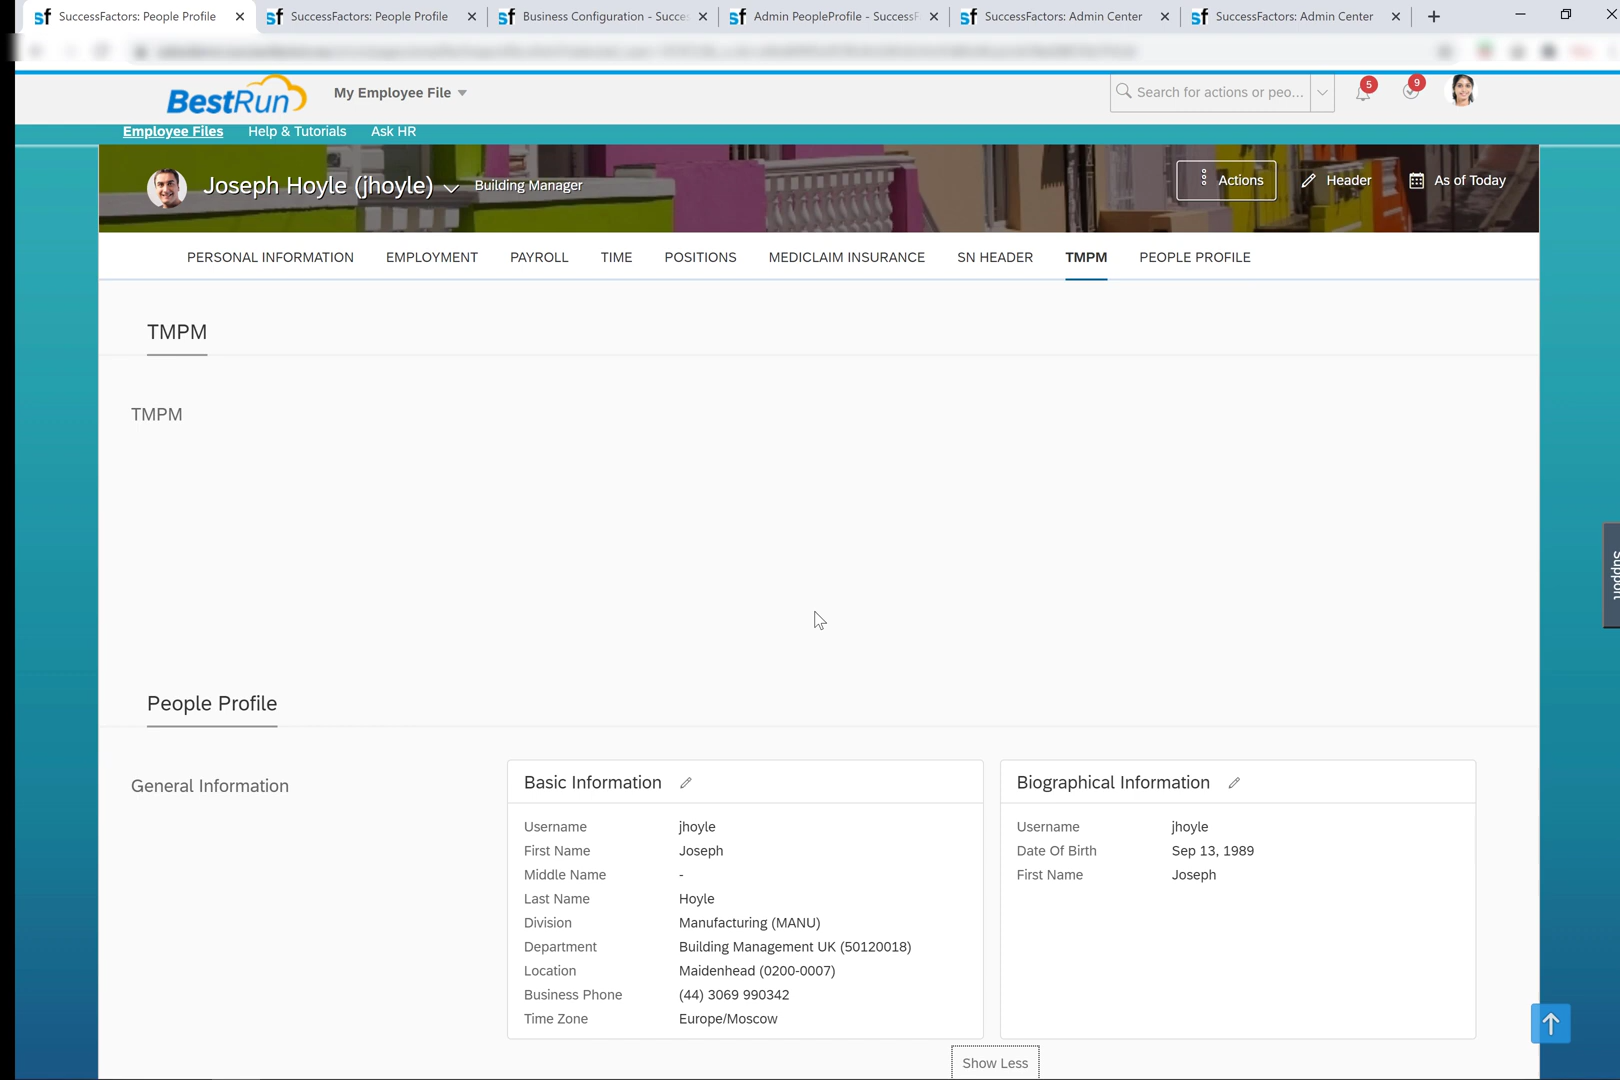 SuccessFactors: People Profile
SuccessFactors: People Profile
Business Configuration - Succes
Admin PeopleProfile - SuccessF
SuccessFactors: Admin Center
SuccessFactors: Admin Center
BestRun
My Employee File
Search for actions or peo...
5
9
Employee Files
Help & Tutorials
Ask HR
Joseph Hoyle (jhoyle)
Building Manager
Actions
Header
As of Today
PERSONAL INFORMATION
EMPLOYMENT
PAYROLL
TIME
POSITIONS
MEDICLAIM INSURANCE
SN HEADER
TMPM
PEOPLE PROFILE
TMPM
TMPM
Support
People Profile
General Information
Basic Information
Username jhoyle
First Name Joseph
Middle Name -
Last Name Hoyle
Division Manufacturing (MANU)
Department Building Management UK (50120018)
Location Maidenhead (0200-0007)
Business Phone (44) 3069 990342
Time Zone Europe/Moscow
Biographical Information
Username jhoyle
Date Of Birth Sep 13, 1989
First Name Joseph
Show Less